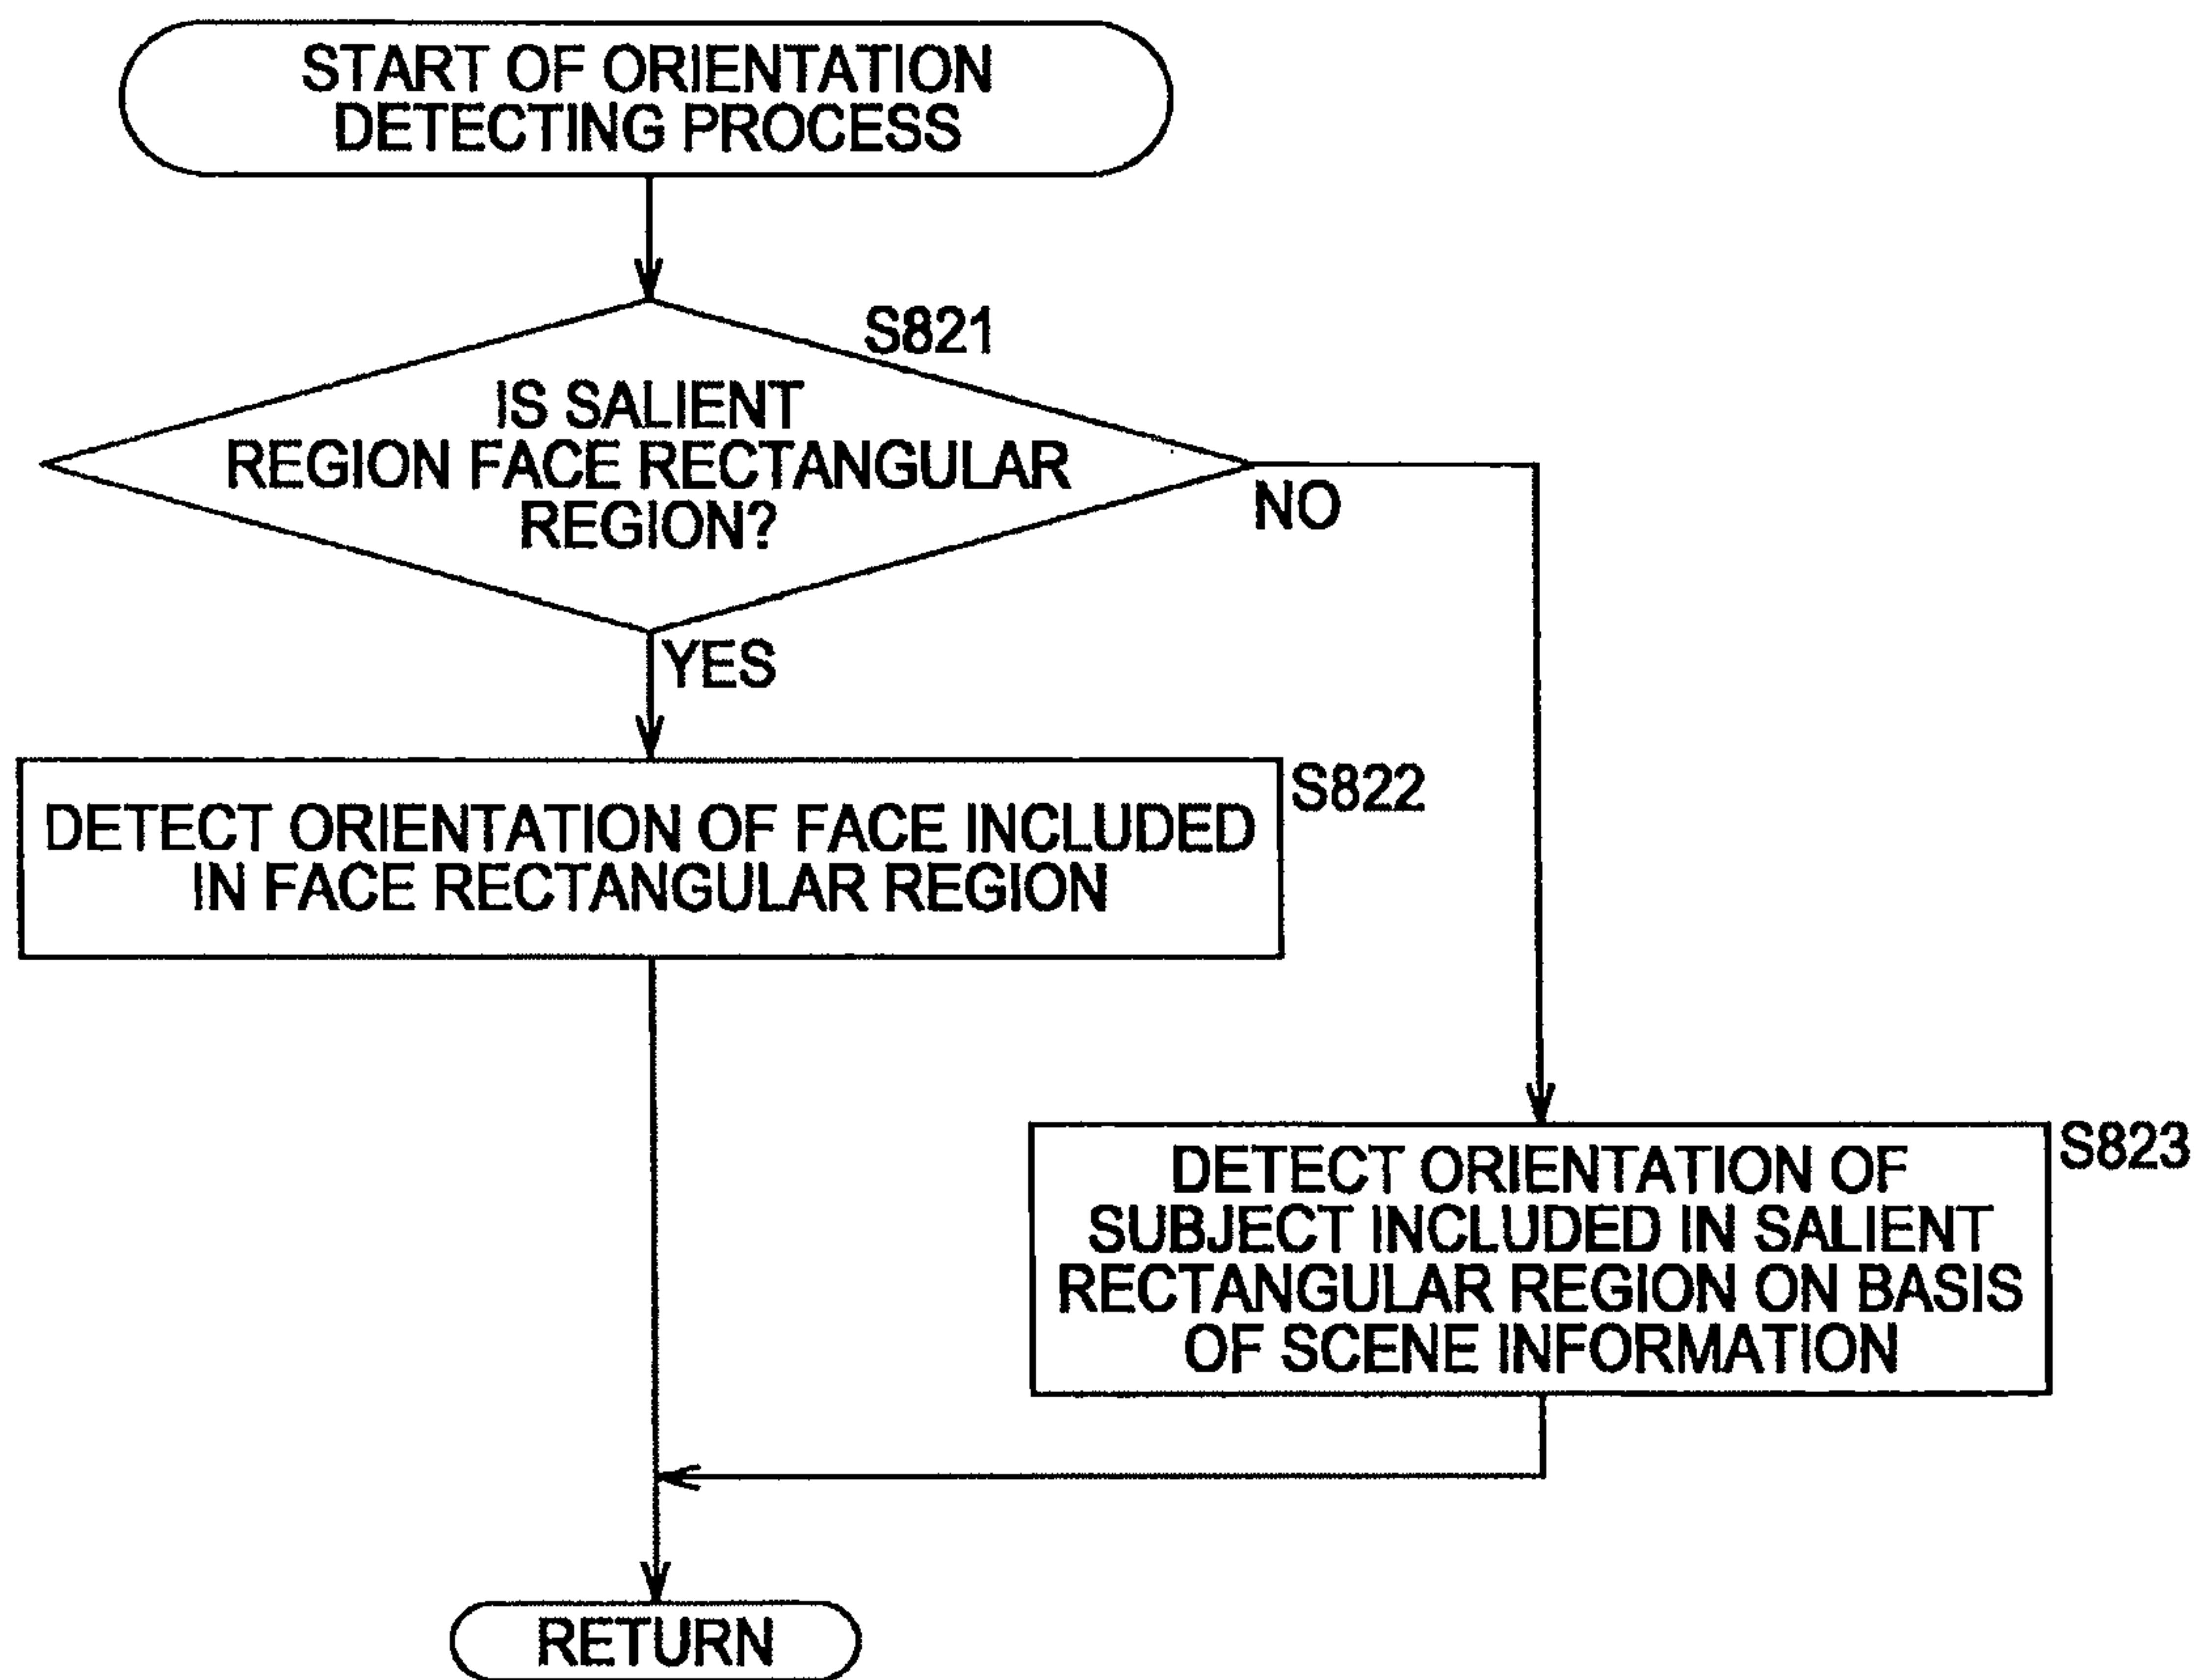 START OF ORIENTATION
DETECTING PROCESS
S821
IS SALIENT
REGION FACE RECTANGULAR
REGION?
NO
YES
S822
DETECT ORIENTATION OF FACE INCLUDED
IN FACE RECTANGULAR REGION
S823
DETECT ORIENTATION OF
SUBJECT INCLUDED IN SALIENT
RECTANGULAR REGION ON BASIS
OF SCENE INFORMATION
RETURN